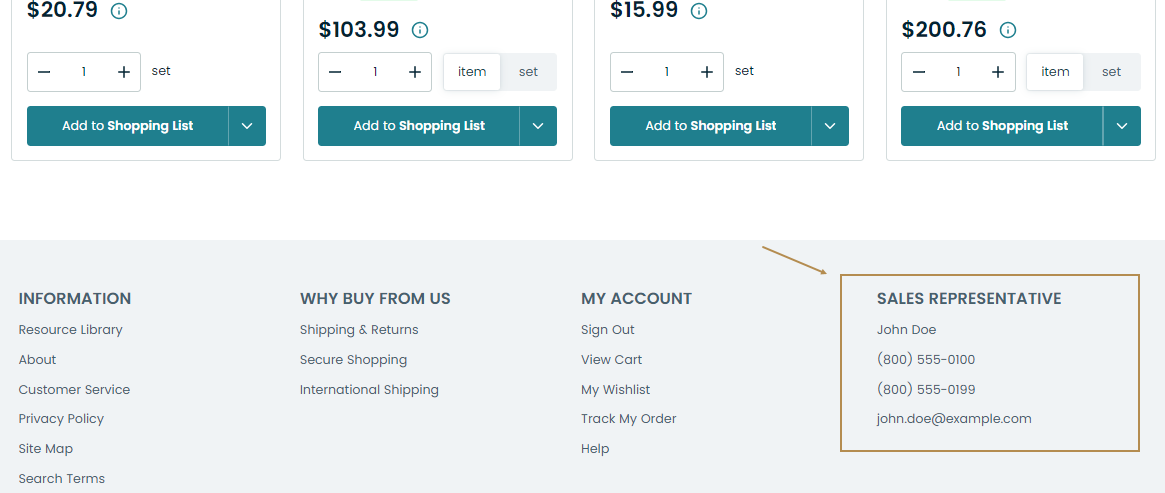 $20.79
$103.99
$15.99
$200.76
1 set
1 item set
1 set
1 item set
Add to Shopping List
Add to Shopping List
Add to Shopping List
Add to Shopping List
INFORMATION
Resource Library
About
Customer Service
Privacy Policy
Site Map
Search Terms
WHY BUY FROM US
Shipping & Returns
Secure Shopping
International Shipping
MY ACCOUNT
Sign Out
View Cart
My Wishlist
Track My Order
Help
SALES REPRESENTATIVE
John Doe
(800) 555-0100
(800) 555-0199
john.doe@example.com